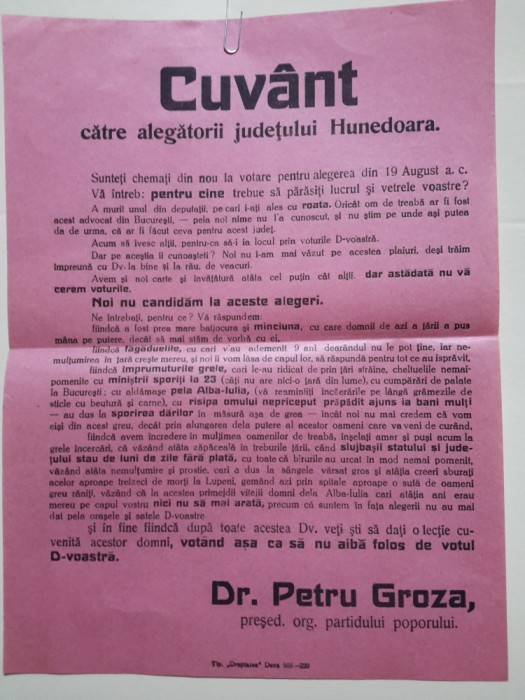 Cuvânt
către alegătorii județului Hunedoara.
Sunteți chemați din nou la votare pentru alegerea din 19 August a. c.
Vă întreb: pentru cine trebue să părăsiți lucrul și vetrele voastre?
A murit unul din deputații, pe cari i-ați ales cu roata. Oricât om de treabă ar fi fost
acest advocat din București, — pela noi nime nu l'a cunoscut, și nu știm pe unde ași putea
da de urma, că ar fi făcut ceva pentru acest județ.
Acum să ivesc alții, pentru-ca să-i în locul prin voturile D-voastră.
Dar pe aceștia îi cunoașteți? Noi nu i-am mai văzut pe acestea plaiuri, deși trăim
împreună cu Dv. la bine și la rău, de veacuri.
Avem și noi carte și învățătură atâta cel puțin cât alții, dar astădată nu vă
cerem voturile.
Noi nu candidăm la aceste alegeri.
Ne întrebați, pentru ce? Vă răspundem:
fiindcă a fost prea mare batjocura și minciuna, cu care domnii de azi a țării a pus
mâna pe putere, decât să mai stăm de vorbă cu ei.
fiindcă făgăduelile, cu cari v'au ademenit 9 ani dearândul nu le pot ține, iar ne-
mulțumirea în țară crește mereu, și noi îi vom lăsa de capul lor, să răspundă pentru tot ce au isprăvit,
fiindcă împrumuturile grele, cari le-au ridicat de prin țări străine, cheltuelile nemai-
pomenite cu miniștrii sporiți la 23 (câți nu are nici-o țară din lume), cu cumpărări de palate
la București; cu aldămașe pela Alba-Iulia, (vă reaminiți încăerările pe lângă grămezile de
sticle cu beutură și carne), cu risipa omului nepriceput prăpădit ajuns la bani mulți
— au dus la sporirea dărilor în măsură așa de grea — încât noi nu mai credem că vom
eși din acest greu, decât prin alungarea dela putere al acestor oameni care va veni de curând,
fiindcă avem încredere în mulțimea oamenilor de treabă, înșelați amar și puși acum la
grele încercări, că văzând atâta zăpăceală în treburile țării, când slujbașii statului și jude-
țului stau de luni de zile fără plată, cu toate că birurile au urcat în mod nemai pomenit,
văzând atâta nemulțumire și prostie, cari a dus la sângele vărsat gros și atâția creeri sburați
acelor aproape treizeci de morți la Lupeni, gemând azi prin spitale aproape o sută de oameni
greu răniți, văzând că în acestea primejdii vitejii domni dela Alba-Iulia cari atâția ani erau
mereu pe capul vostru nici nu să mai arată, precum că suntem în fața alegerii nu au mai
dat pela orașele și satele D-voastre
și în fine fiindcă după toate acestea Dv. veți ști să dați o lecție cu-
venită acestor domni, votând așa ca să nu aibă folos de votul
D-voastră.
Dr. Petru Groza,
președ. org. partidului poporului.
Tip. „Dreptatea” Deva